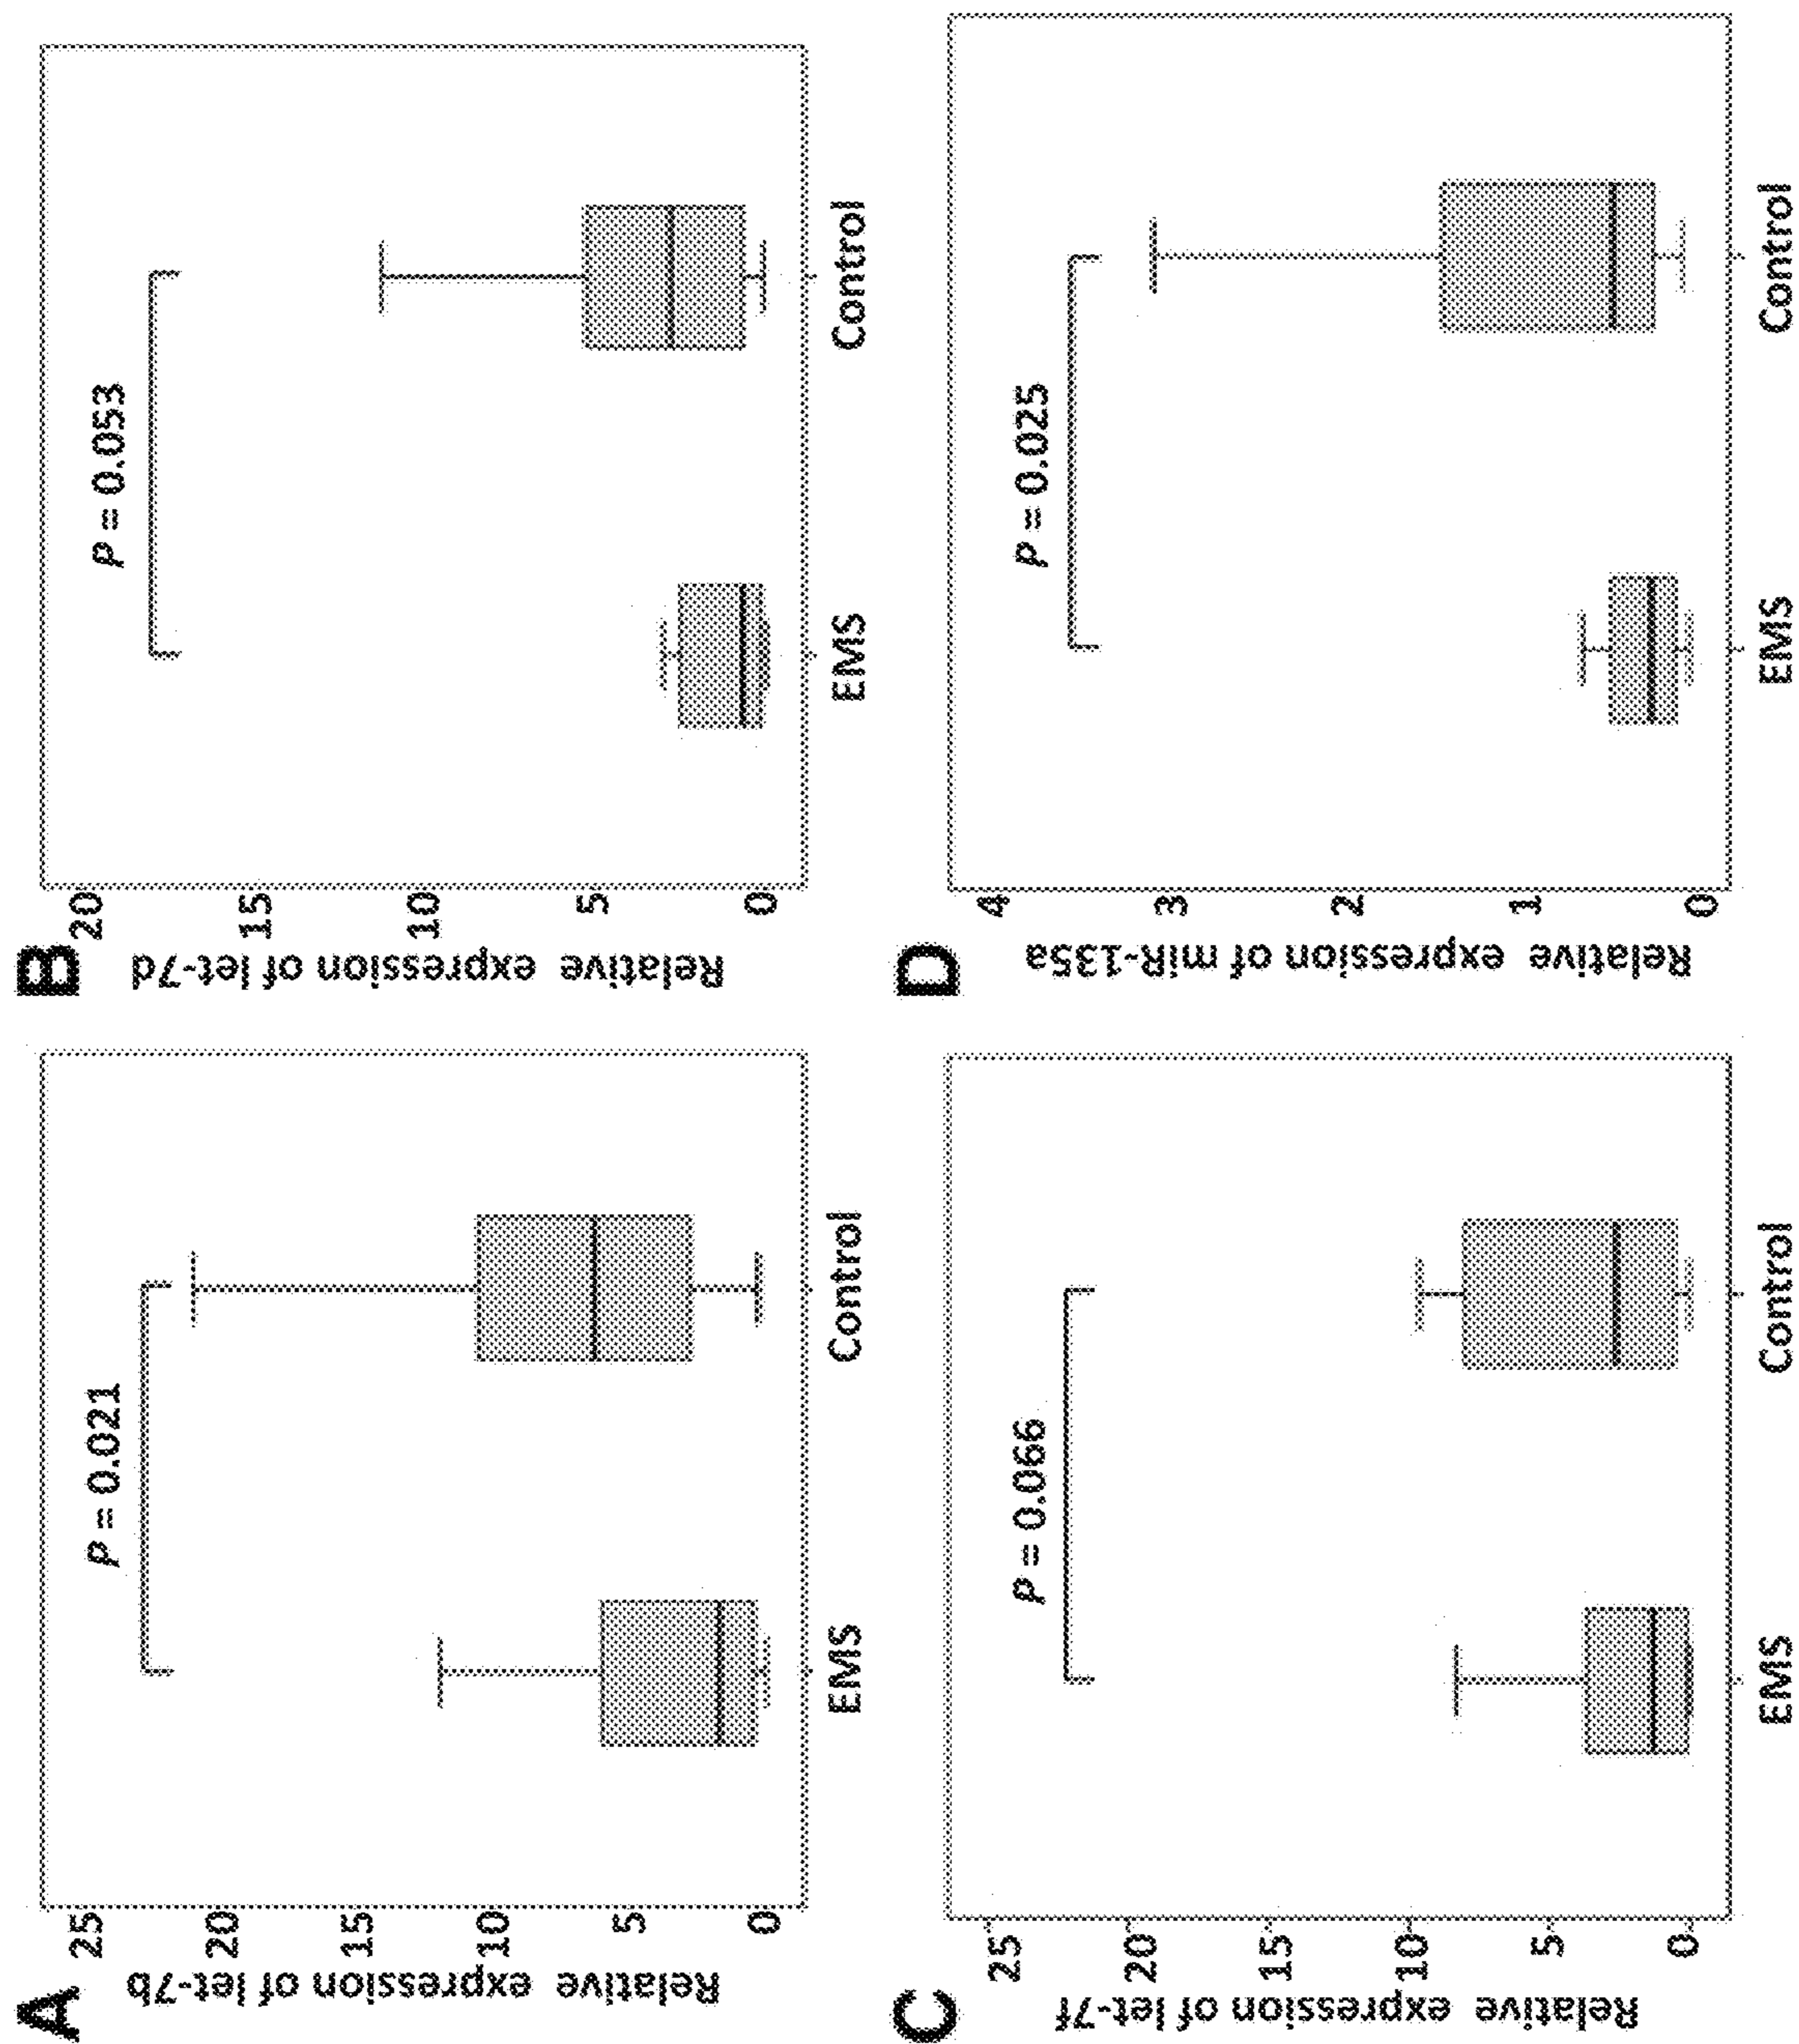 A
Relative expression of let-7b
25
20
15
10
5
0
P = 0.021
EMS
Control
B
Relative expression of let-7d
20
15
10
5
0
P = 0.053
EMS
Control
C
Relative expression of let-7f
25
20
15
10
5
0
P = 0.066
EMS
Control
D
Relative expression of miR-135a
4
3
2
1
0
P = 0.025
EMS
Control